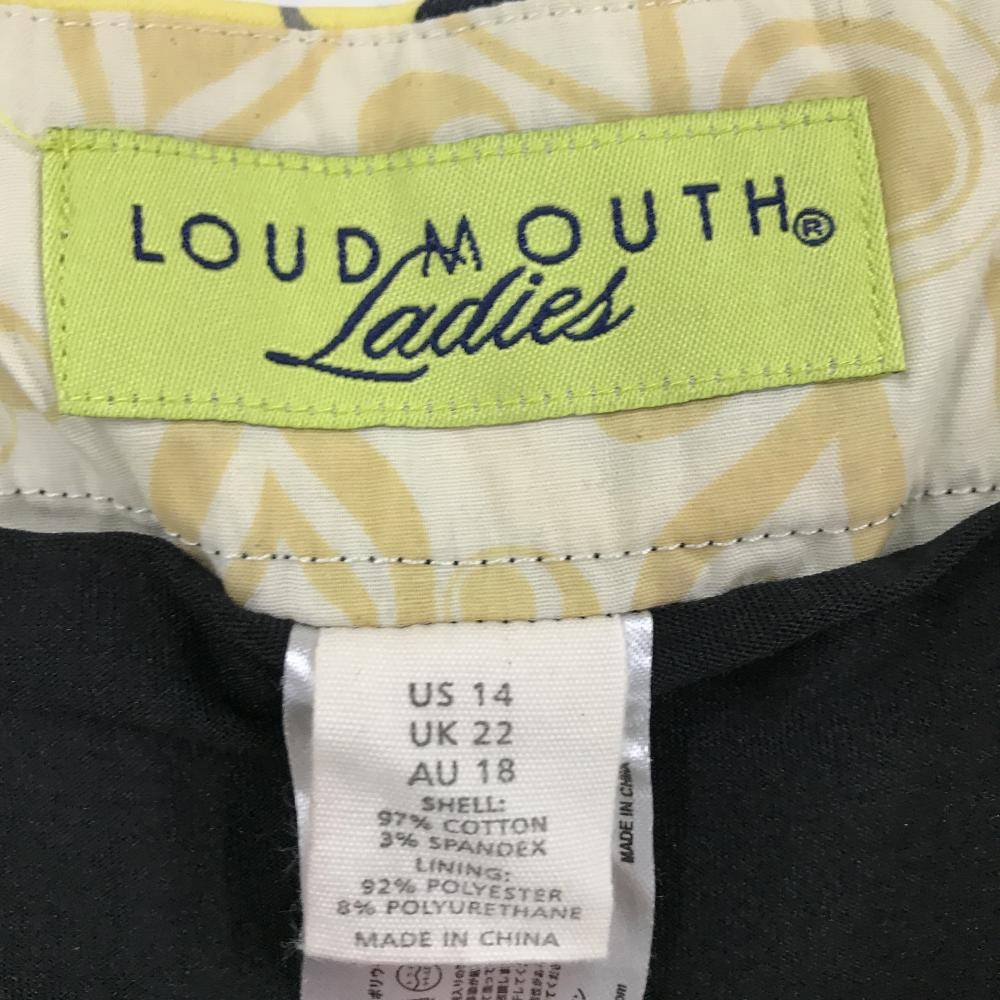 LOUDMOUTH®
Ladies
US 14
UK 22
AU 18
SHELL:
97% COTTON
3% SPANDEX
LINING:
92% POLYESTER
8% POLYURETHANE
MADE IN CHINA
MADE IN CHINA